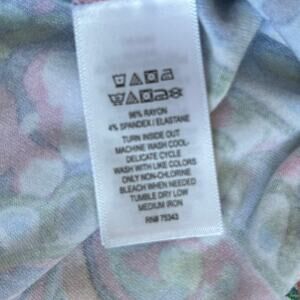 96% RAYON
4% SPANDEX / ELASTANE
TURN INSIDE OUT
MACHINE WASH COOL-
DELICATE CYCLE
WASH WITH LIKE COLORS
ONLY NON-CHLORINE
BLEACH WHEN NEEDED
TUMBLE DRY LOW
MEDIUM IRON
RN# 75343